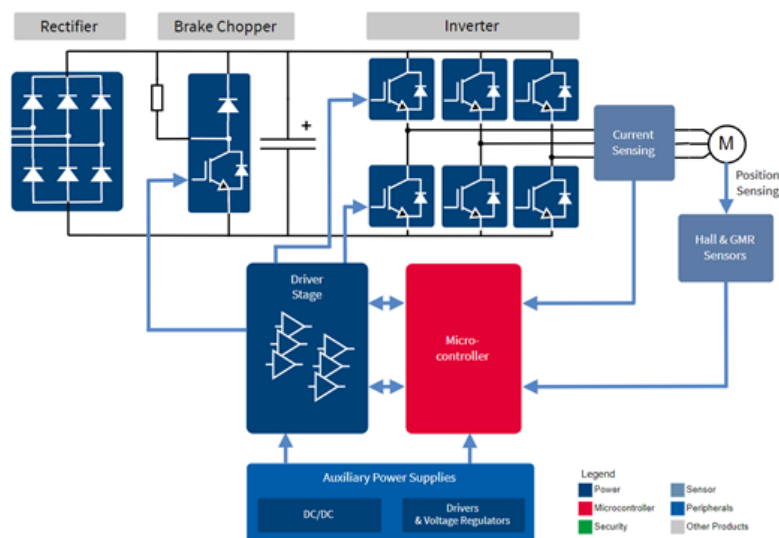 Rectifier
Brake Chopper
Inverter
+
Current
Sensing
M
Position
Sensing
Hall & GMR
Sensors
Driver
Stage
Micro-
controller
Auxiliary Power Supplies
DC/DC
Drivers
& Voltage Regulators
Legend
Power
Sensor
Microcontroller
Peripherals
Security
Other Products